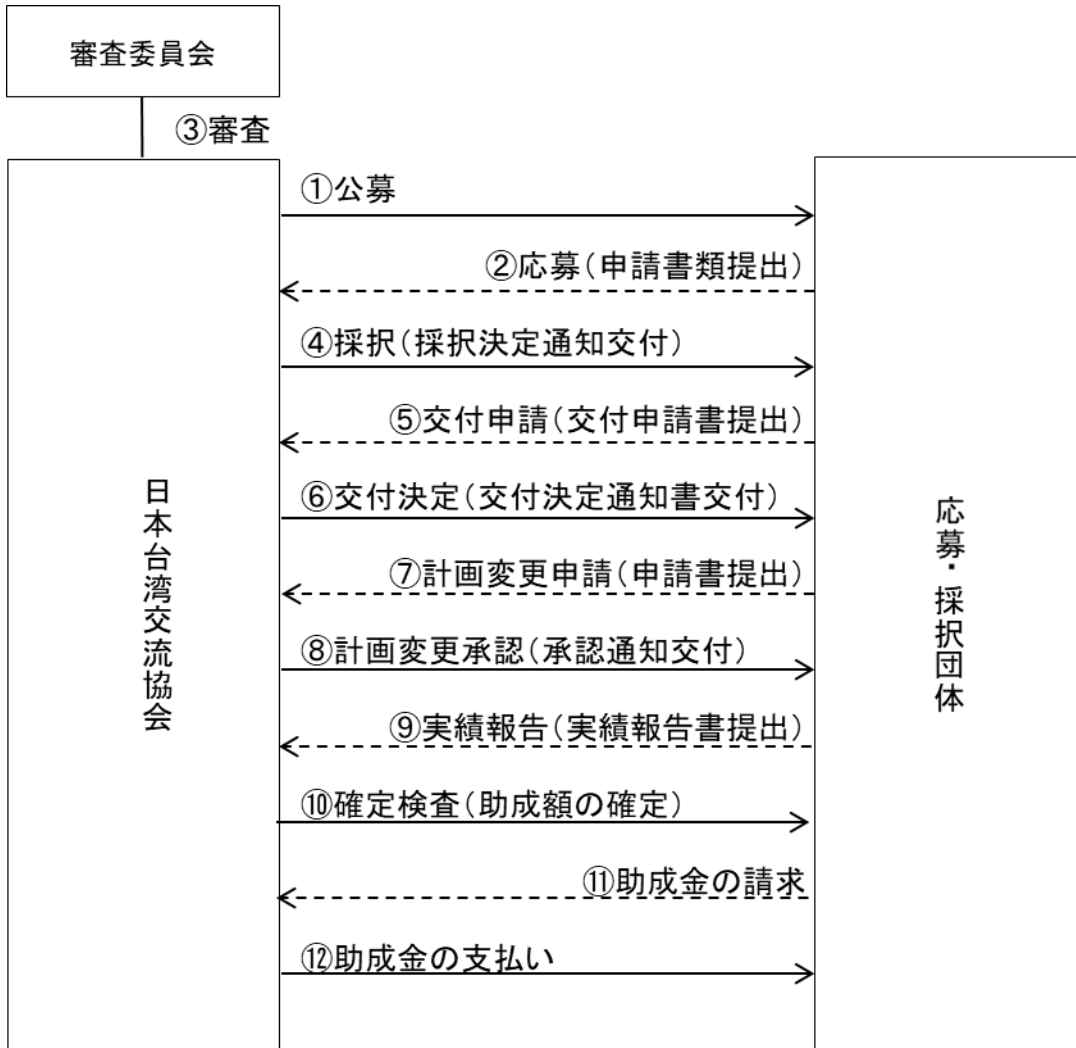 審査委員会
③審査
①公募
②応募(申請書類提出)
④採択(採択決定通知交付)
⑤交付申請(交付申請書提出)
⑥交付決定(交付決定通知書交付)
⑦計画変更申請(申請書提出)
⑧計画変更承認(承認通知交付)
⑨実績報告(実績報告書提出)
⑩確定検査(助成額の確定)
⑪助成金の請求
⑫助成金の支払い
日本台湾交流協会
応募・採択団体